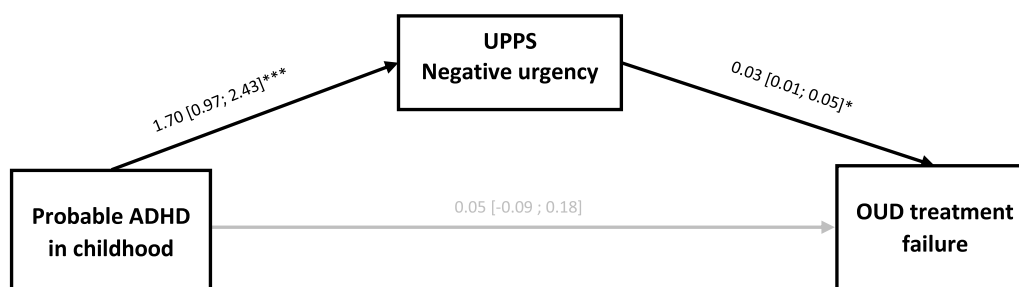 UPPS
Negative urgency
1.70 [0.97; 2.43]***
0.03 [0.01; 0.05]*
Probable ADHD
in childhood
0.05 [-0.09 ; 0.18]
OUD treatment
failure